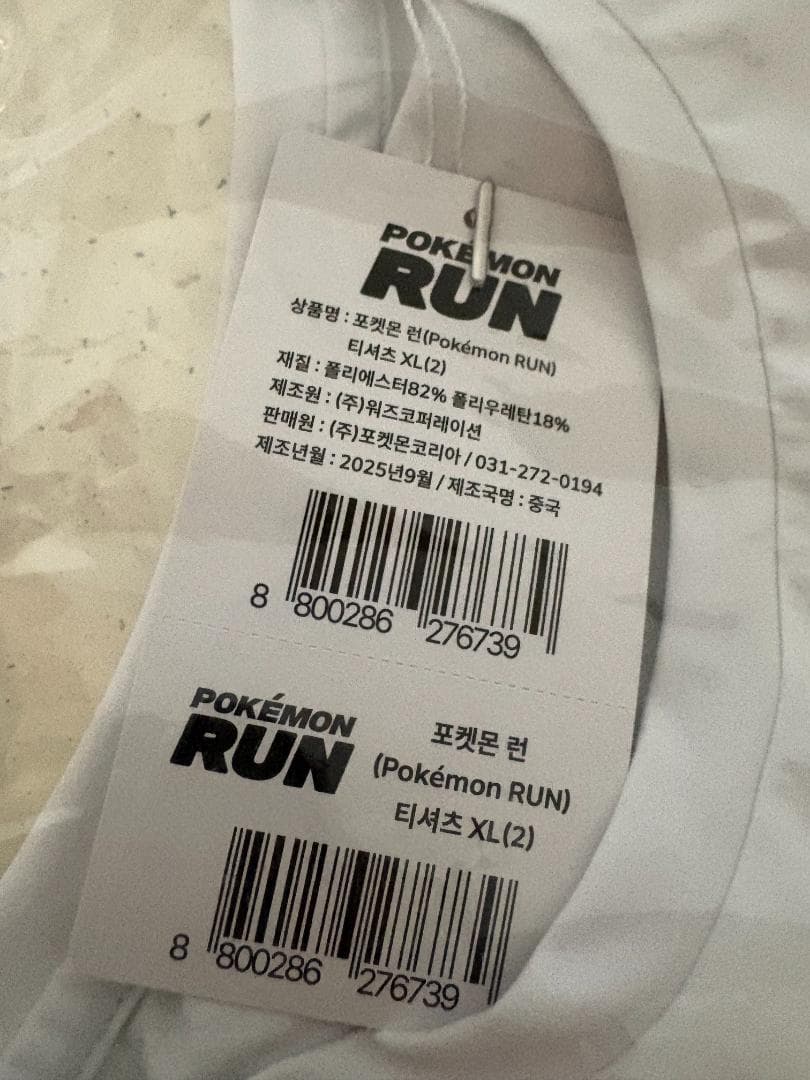 POKÉMON
RUN
상품명 : 포켓몬 런(Pokémon RUN)
티셔츠 XL(2)
재질 : 폴리에스터82% 폴리우레탄18%
제조원 : (주)워즈코퍼레이션
판매원 : (주)포켓몬코리아 / 031-272-0194
제조년월 : 2025년9월 / 제조국명 : 중국
8 800286 276739
POKÉMON
RUN
포켓몬 런
(Pokémon RUN)
티셔츠 XL(2)
8 800286 276739